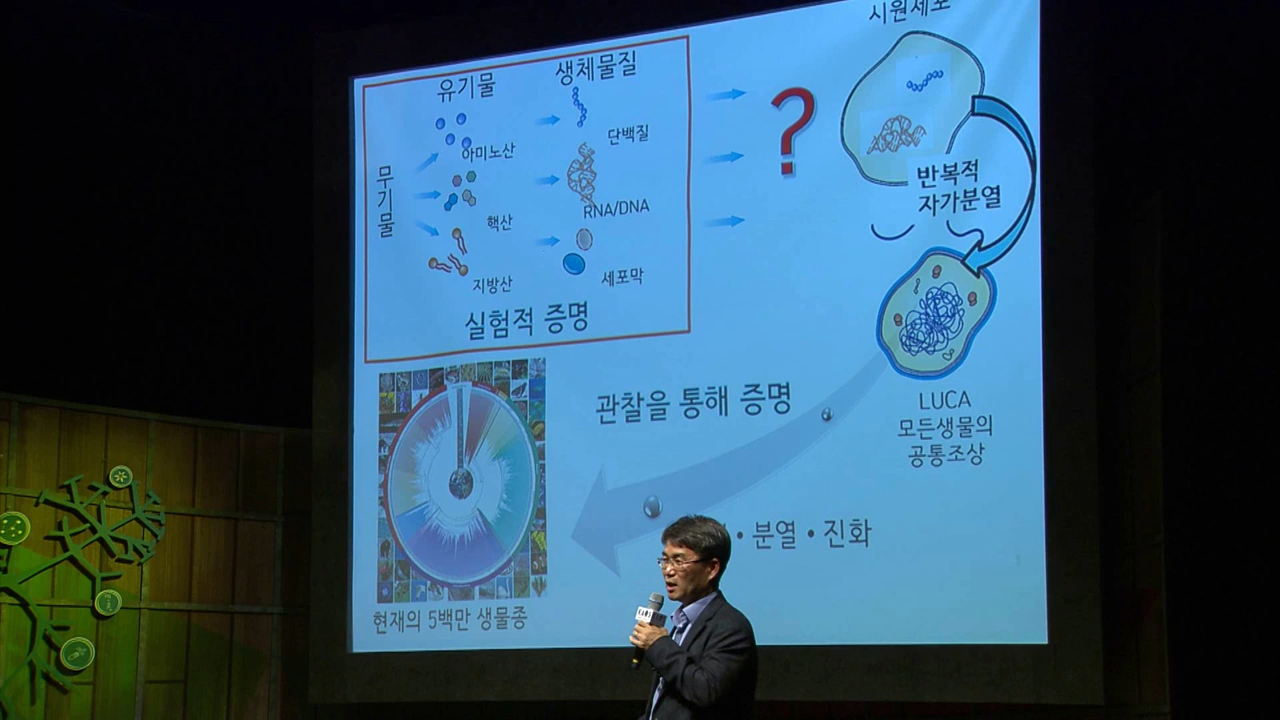 시원세포
유기물
생체물질
무기물
아미노산
단백질
핵산
RNA/DNA
지방산
세포막
실험적 증명
?
반복적
자가분열
LUCA
모든생물의
공통조상
관찰을 통해 증명
• 분열 • 진화
현재의 5백만 생물종